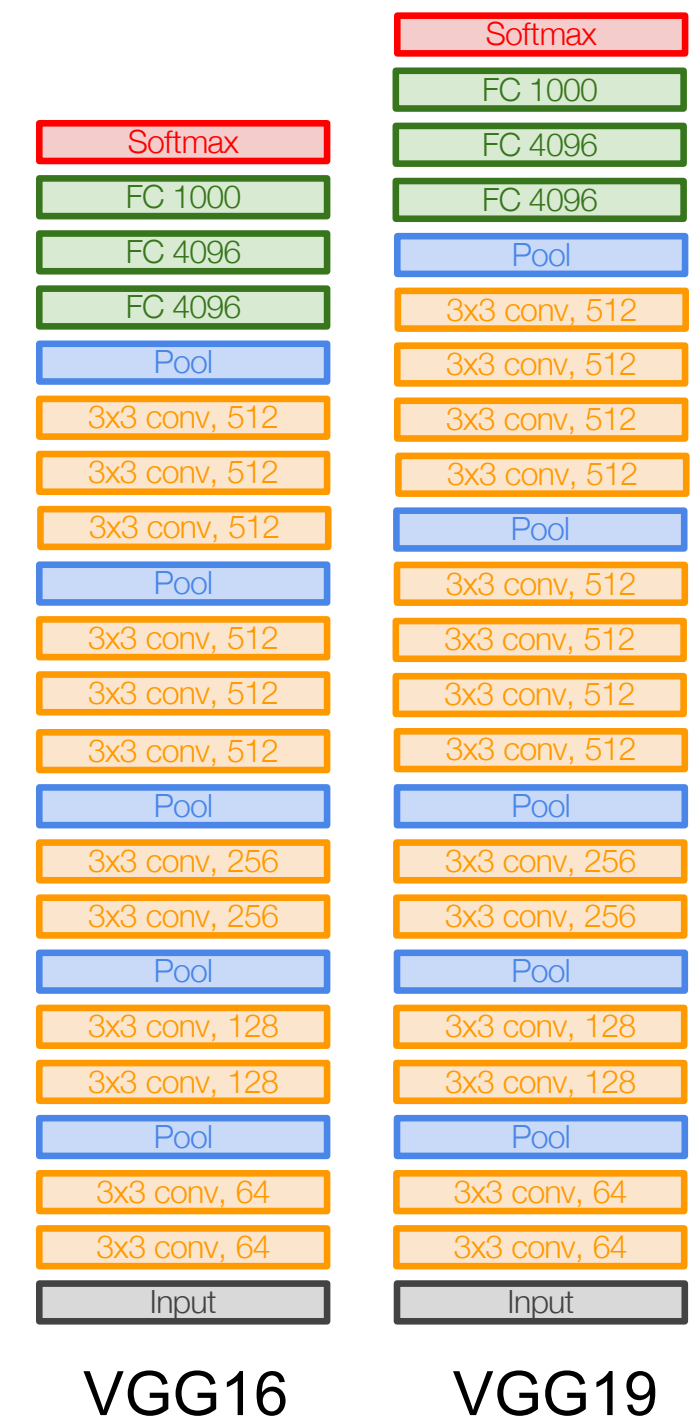 Softmax
FC 1000
FC 4096
FC 4096
Pool
3x3 conv, 512
3x3 conv, 512
3x3 conv, 512
Pool
3x3 conv, 512
3x3 conv, 512
3x3 conv, 512
Pool
3x3 conv, 256
3x3 conv, 256
Pool
3x3 conv, 128
3x3 conv, 128
Pool
3x3 conv, 64
3x3 conv, 64
Input
VGG16
Softmax
FC 1000
FC 4096
FC 4096
Pool
3x3 conv, 512
3x3 conv, 512
3x3 conv, 512
3x3 conv, 512
Pool
3x3 conv, 512
3x3 conv, 512
3x3 conv, 512
3x3 conv, 512
Pool
3x3 conv, 256
3x3 conv, 256
Pool
3x3 conv, 128
3x3 conv, 128
Pool
3x3 conv, 64
3x3 conv, 64
Input
VGG19